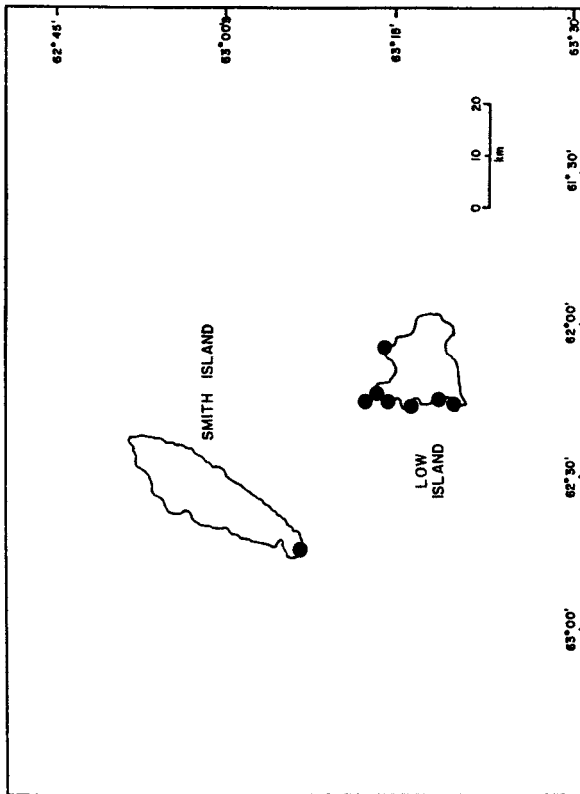 62° 45'
63° 00'
63° 15'
63° 30'
SMITH ISLAND
LOW
ISLAND
0 10 20
km
63° 00'
62° 30'
62° 00'
61° 30'